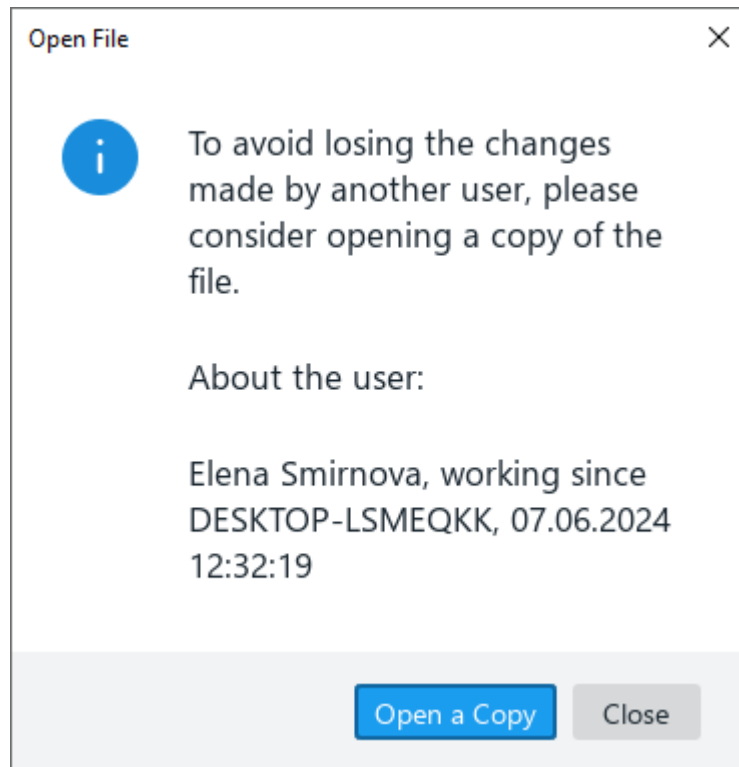 Open File
To avoid losing the changes
made by another user, please
consider opening a copy of the
file.
About the user:
Elena Smirnova, working since
DESKTOP-LSMEQKK, 07.06.2024
12:32:19
Open a Copy
Close